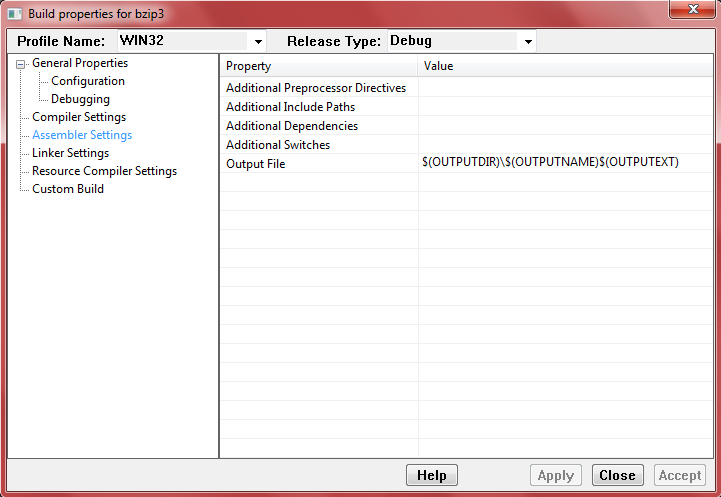 Build properties for bzip3
Profile Name: WIN32 Release Type: Debug
General Properties
Configuration
Debugging
Compiler Settings
Assembler Settings
Linker Settings
Resource Compiler Settings
Custom Build
Property Value
Additional Preprocessor Directives
Additional Include Paths
Additional Dependencies
Additional Switches
Output File $(OUTPUTDIR)\$(OUTPUTNAME)$(OUTPUTEXT)
Help Apply Close Accept